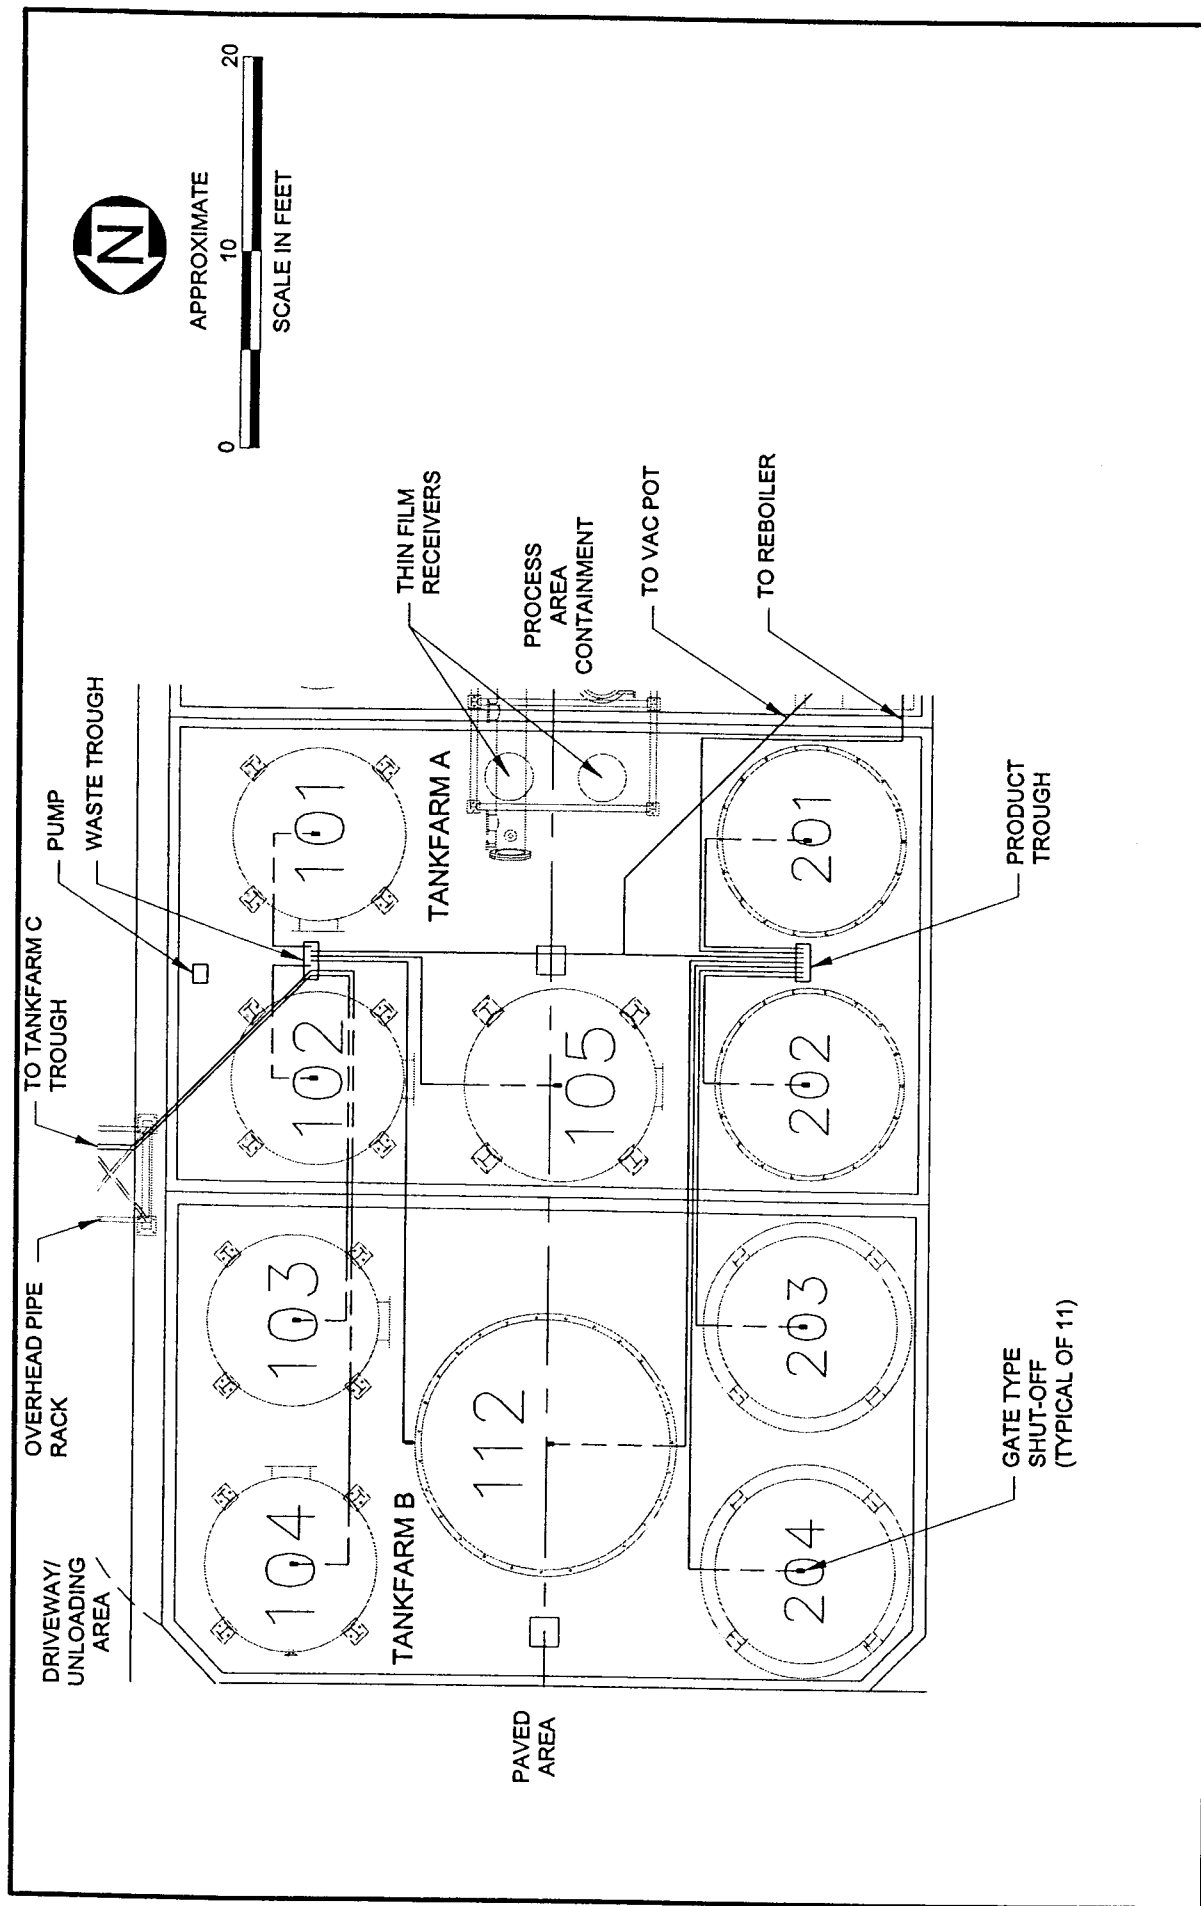 N
APPROXIMATE
0 10 20
SCALE IN FEET
DRIVEWAY/
UNLOADING
AREA
OVERHEAD PIPE
RACK
TO TANKFARM C
TROUGH
PUMP
WASTE TROUGH
104
103
102
101
TANKFARM B
TANKFARM A
THIN FILM
RECEIVERS
112
105
PAVED
AREA
PROCESS
AREA
CONTAINMENT
TO VAC POT
TO REBOILER
204
203
202
201
GATE TYPE
SHUT-OFF
(TYPICAL OF 11)
PRODUCT
TROUGH